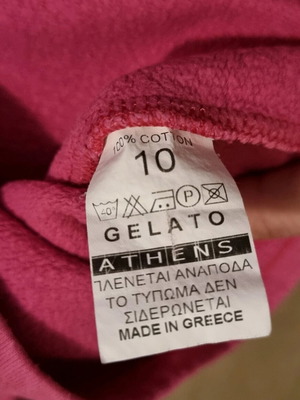 100% COTTON
10
GELATO
ATHENS
ΠΛΕΝΕΤΑΙ ΑΝΑΠΟΔΑ
ΤΟ ΤΥΠΩΜΑ ΔΕΝ
ΣΙΔΕΡΩΝΕΤΑΙ
MADE IN GREECE